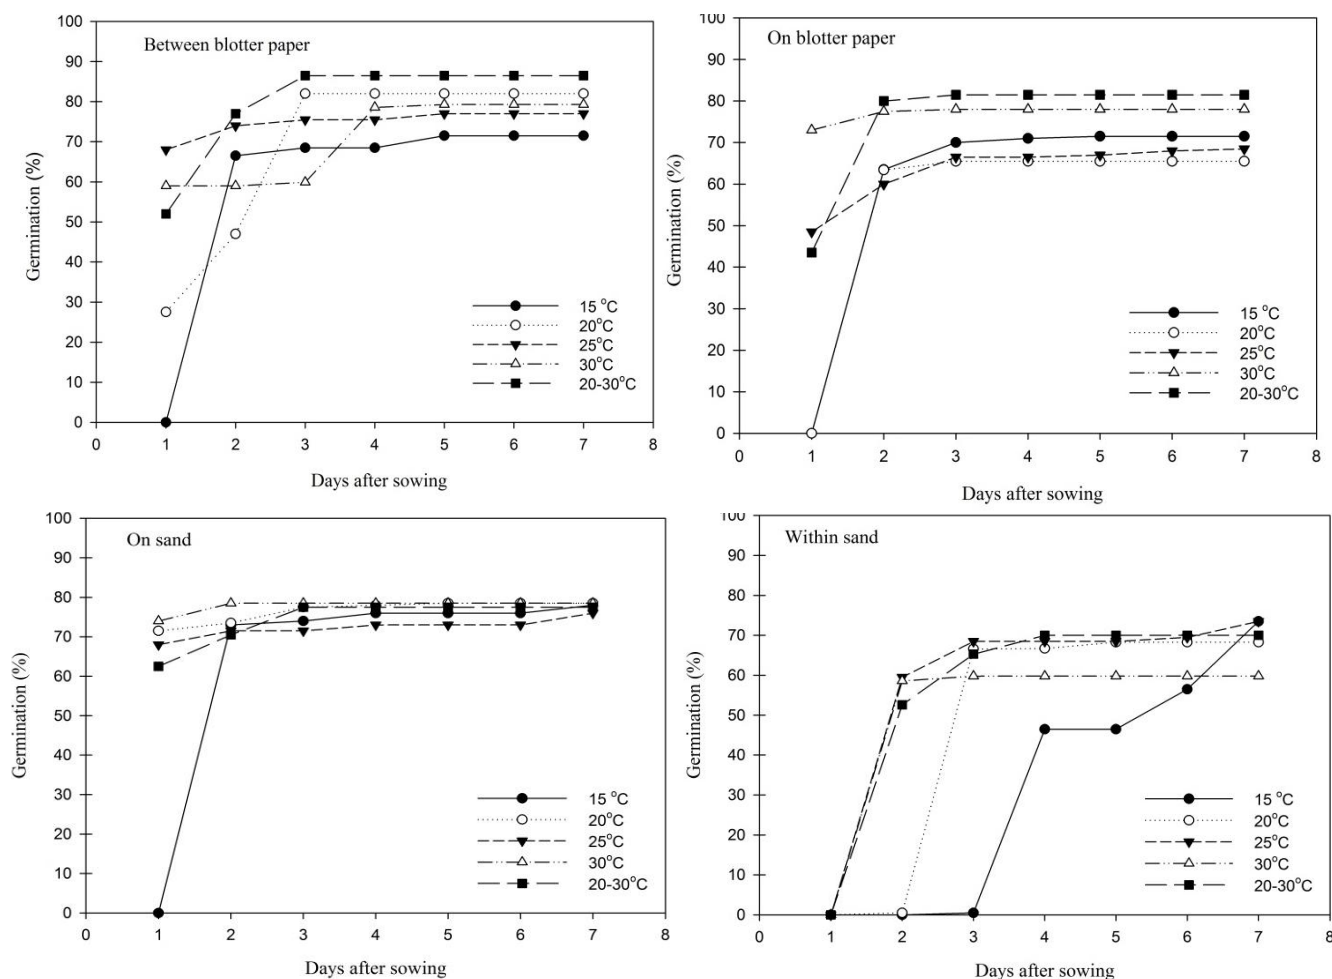 Between blotter paper
Germination (%)
100
90
80
70
60
50
40
30
20
10
0
0 1 2 3 4 5 6 7 8
Days after sowing
15 °C
20°C
25°C
30°C
20-30°C
On blotter paper
Germination (%)
100
90
80
70
60
50
40
30
20
10
0
0 1 2 3 4 5 6 7 8
Days after sowing
15 °C
20°C
25°C
30°C
20-30°C
On sand
Germination (%)
100
90
80
70
60
50
40
30
20
10
0
0 1 2 3 4 5 6 7 8
Days after sowing
15 °C
20°C
25°C
30°C
20-30°C
Within sand
Germination (%)
100
90
80
70
60
50
40
30
20
10
0
0 1 2 3 4 5 6 7 8
Days after sowing
15 °C
20°C
25°C
30°C
20-30°C